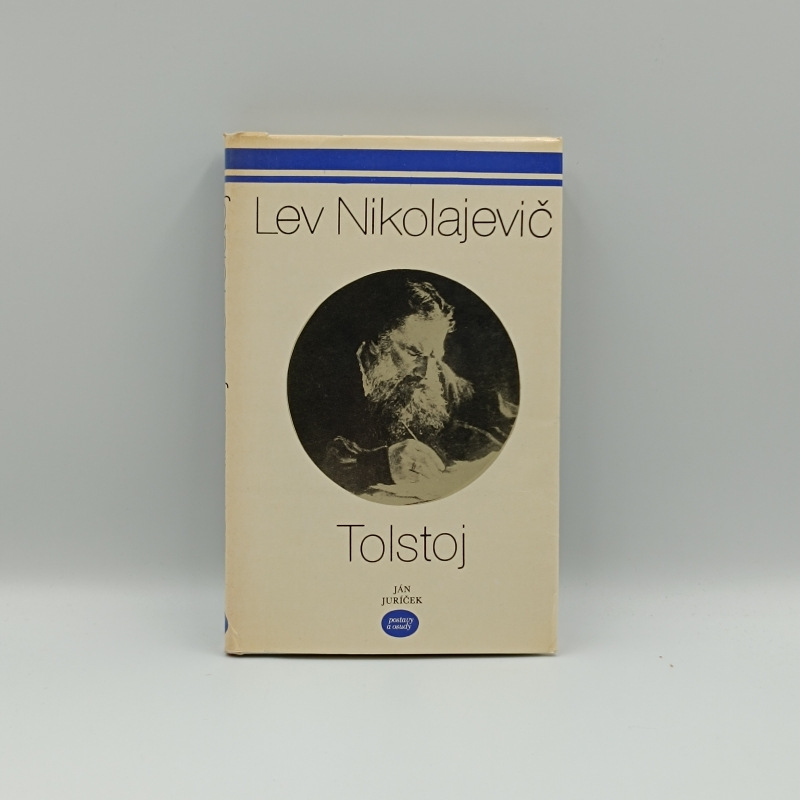 Lev Nikolajevič
Tolstoj
JÁN
JURÍČEK
postavy
a osudy